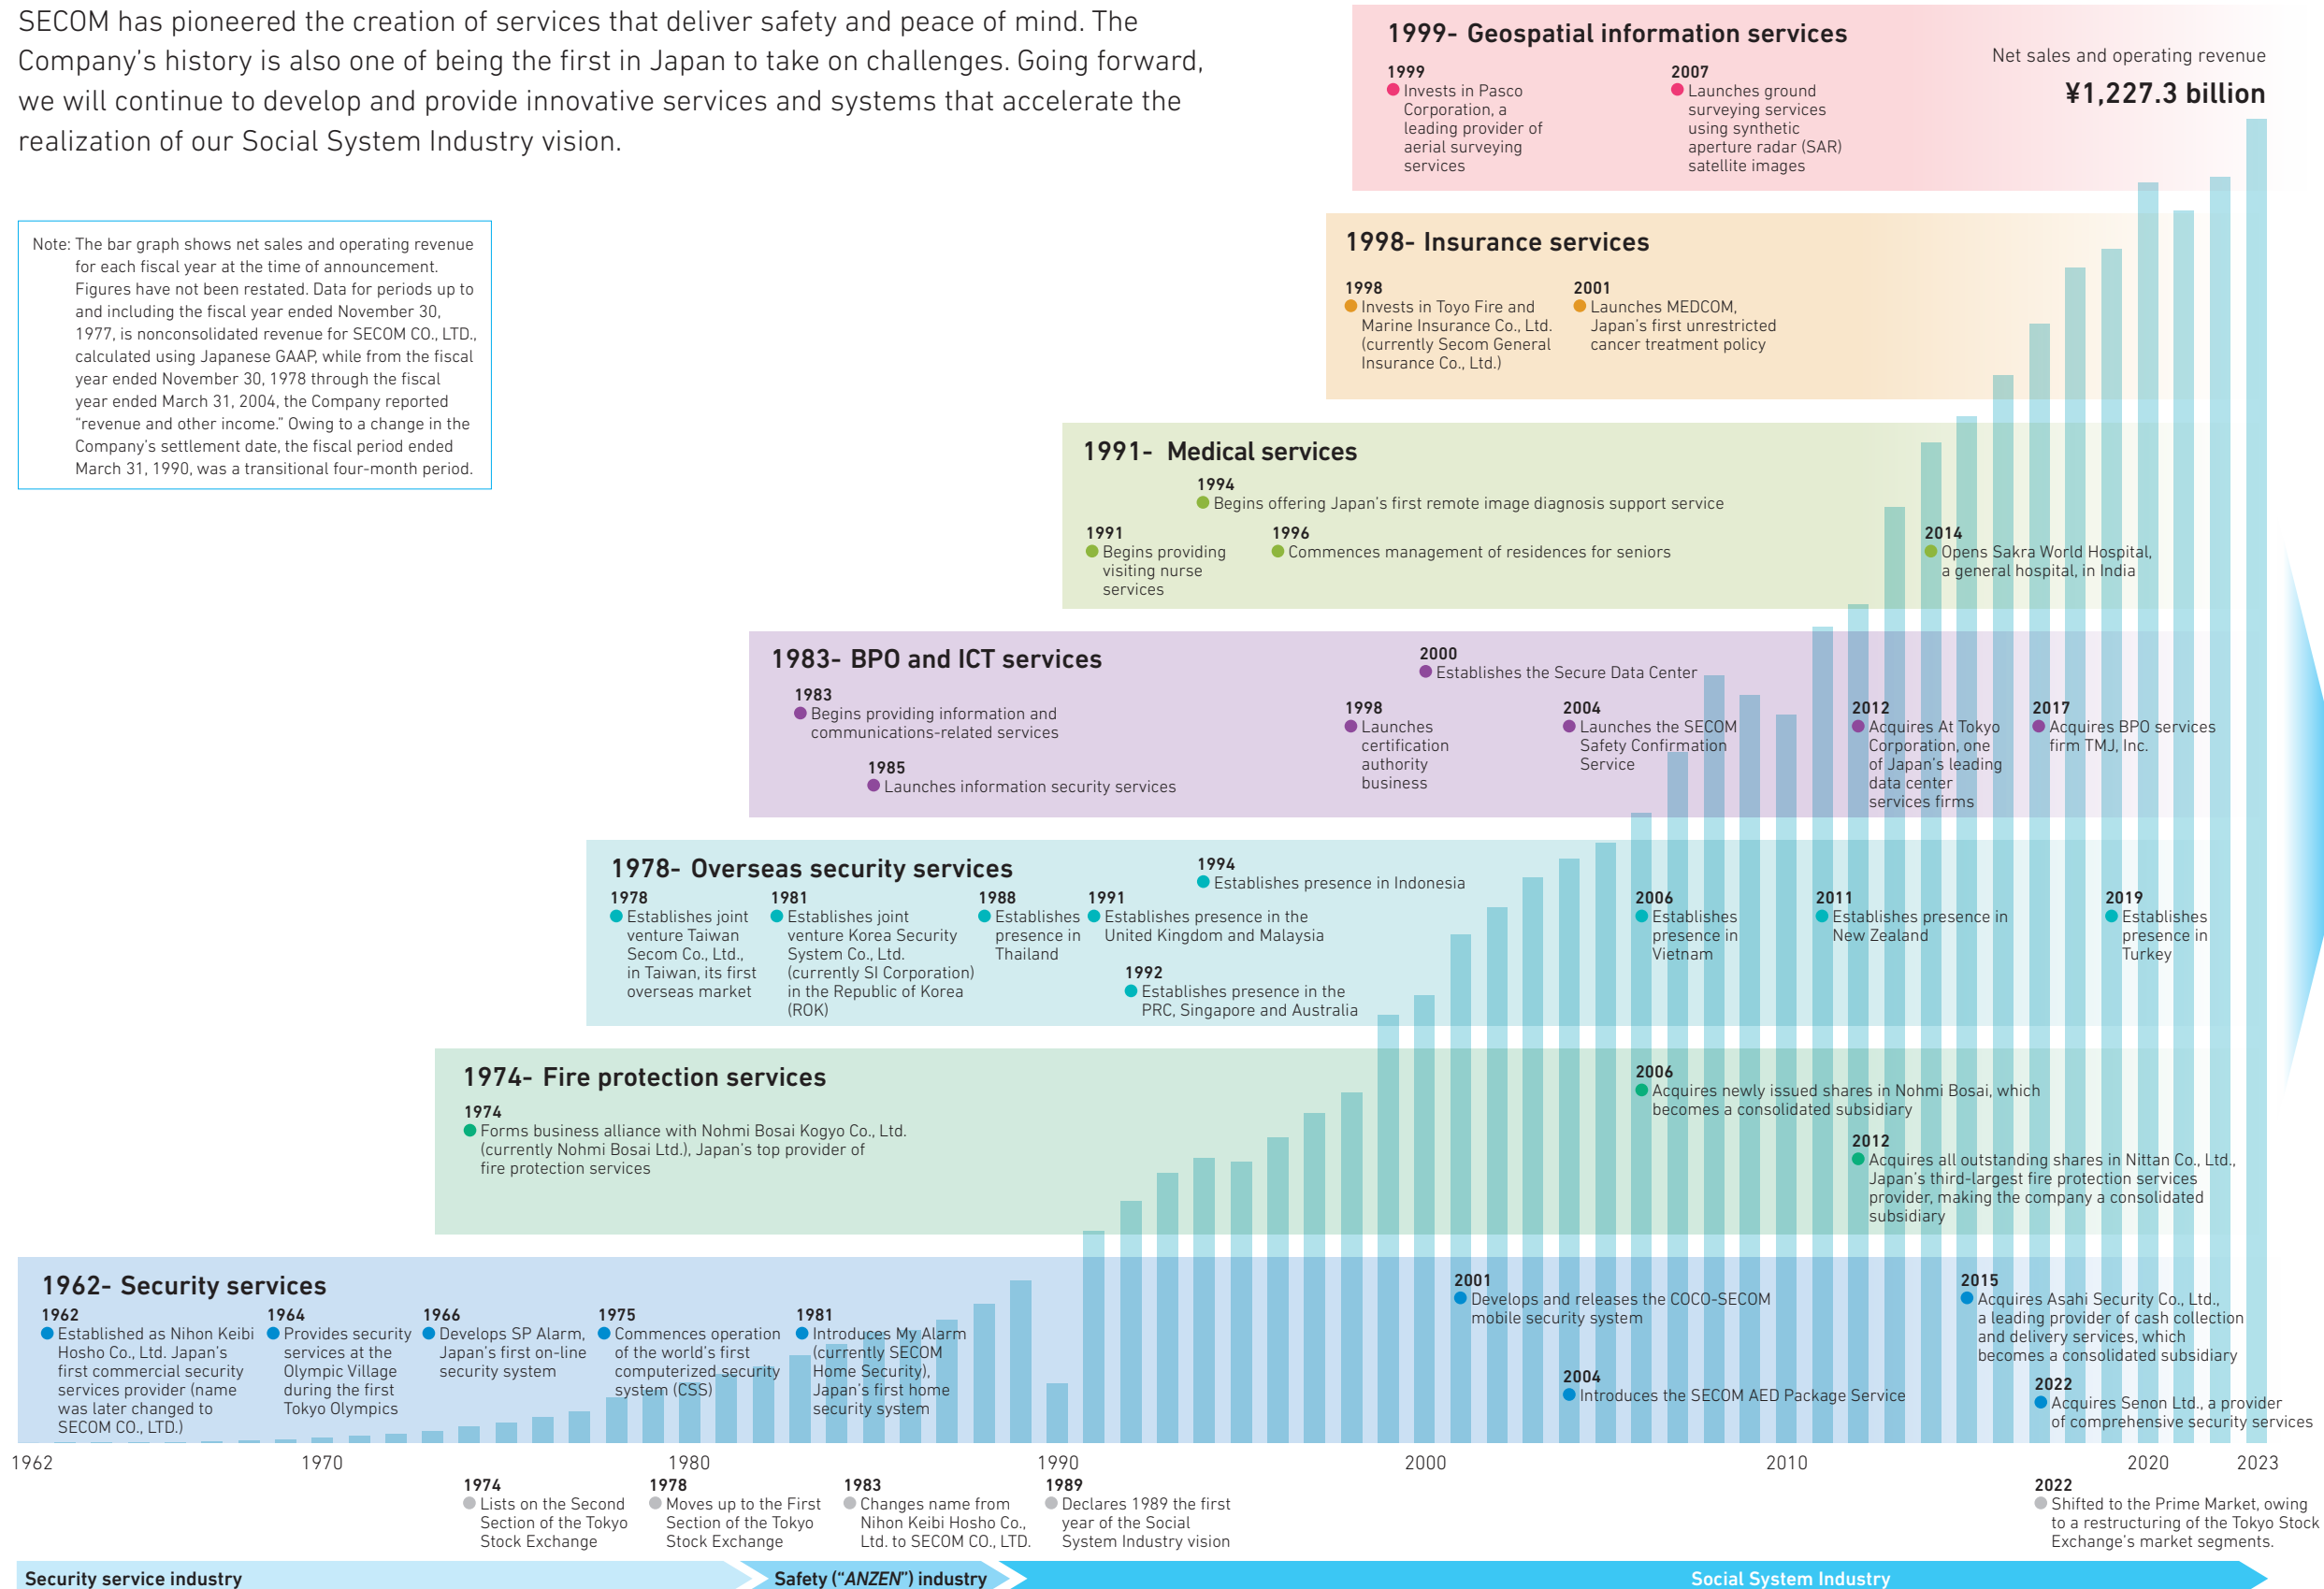 SECOM has pioneered the creation of services that deliver safety and peace of mind. The
Company's history is also one of being the first in Japan to take on challenges. Going forward,
we will continue to develop and provide innovative services and systems that accelerate the
realization of our Social System Industry vision.
Note: The bar graph shows net sales and operating revenue
for each fiscal year at the time of announcement.
Figures have not been restated. Data for periods up to
and including the fiscal year ended November 30,
1977, is nonconsolidated revenue for SECOM CO., LTD.,
calculated using Japanese GAAP, while from the fiscal
year ended November 30, 1978 through the fiscal
year ended March 31, 2004, the Company reported
“revenue and other income.” Owing to a change in the
Company's settlement date, the fiscal period ended
March 31, 1990, was a transitional four-month period.
Net sales and operating revenue
¥1,227.3 billion
1999- Geospatial information services
1999
Invests in Pasco
Corporation, a
leading provider of
aerial surveying
services
2007
Launches ground
surveying services
using synthetic
aperture radar (SAR)
satellite images
1998- Insurance services
1998
Invests in Toyo Fire and
Marine Insurance Co., Ltd.
(currently Secom General
Insurance Co., Ltd.)
2001
Launches MEDCOM,
Japan's first unrestricted
cancer treatment policy
1991- Medical services
1994
Begins offering Japan's first remote image diagnosis support service
1991
Begins providing
visiting nurse
services
1996
Commences management of residences for seniors
2014
Opens Sakra World Hospital,
a general hospital, in India
1983- BPO and ICT services
1983
Begins providing information and
communications-related services
1985
Launches information security services
2000
Establishes the Secure Data Center
1998
Launches
certification
authority
business
2004
Launches the SECOM
Safety Confirmation
Service
2012
Acquires At Tokyo
Corporation, one
of Japan's leading
data center
services firms
2017
Acquires BPO services
firm TMJ, Inc.
1978- Overseas security services
1978
Establishes joint
venture Taiwan
Secom Co., Ltd.,
in Taiwan, its first
overseas market
1981
Establishes joint
venture Korea Security
System Co., Ltd.
(currently SI Corporation)
in the Republic of Korea
(ROK)
1988
Establishes
presence in
Thailand
1991
Establishes presence in the
United Kingdom and Malaysia
1992
Establishes presence in the
PRC, Singapore and Australia
1994
Establishes presence in Indonesia
2006
Establishes
presence in
Vietnam
2011
Establishes presence in
New Zealand
2019
Establishes
presence in
Turkey
1974- Fire protection services
1974
Forms business alliance with Nohmi Bosai Kogyo Co., Ltd.
(currently Nohmi Bosai Ltd.), Japan's top provider of
fire protection services
2006
Acquires newly issued shares in Nohmi Bosai, which
becomes a consolidated subsidiary
2012
Acquires all outstanding shares in Nittan Co., Ltd.,
Japan's third-largest fire protection services
provider, making the company a consolidated
subsidiary
1962- Security services
1962
Established as Nihon Keibi
Hosho Co., Ltd. Japan's
first commercial security
services provider (name
was later changed to
SECOM CO., LTD.)
1964
Provides security
services at the
Olympic Village
during the first
Tokyo Olympics
1966
Develops SP Alarm,
Japan's first on-line
security system
1975
Commences operation
of the world's first
computerized security
system (CSS)
1981
Introduces My Alarm
(currently SECOM
Home Security),
Japan's first home
security system
2001
Develops and releases the COCO-SECOM
mobile security system
2004
Introduces the SECOM AED Package Service
2015
Acquires Asahi Security Co., Ltd.,
a leading provider of cash collection
and delivery services, which
becomes a consolidated subsidiary
2022
Acquires Senon Ltd., a provider
of comprehensive security services
1962 1970 1980 1990 2000 2010 2020 2023
1974
Lists on the Second
Section of the Tokyo
Stock Exchange
1978
Moves up to the First
Section of the Tokyo
Stock Exchange
1983
Changes name from
Nihon Keibi Hosho Co.,
Ltd. to SECOM CO., LTD.
1989
Declares 1989 the first
year of the Social
System Industry vision
2022
Shifted to the Prime Market, owing
to a restructuring of the Tokyo Stock
Exchange's market segments.
Security service industry
Safety (“ANZEN”) industry
Social System Industry